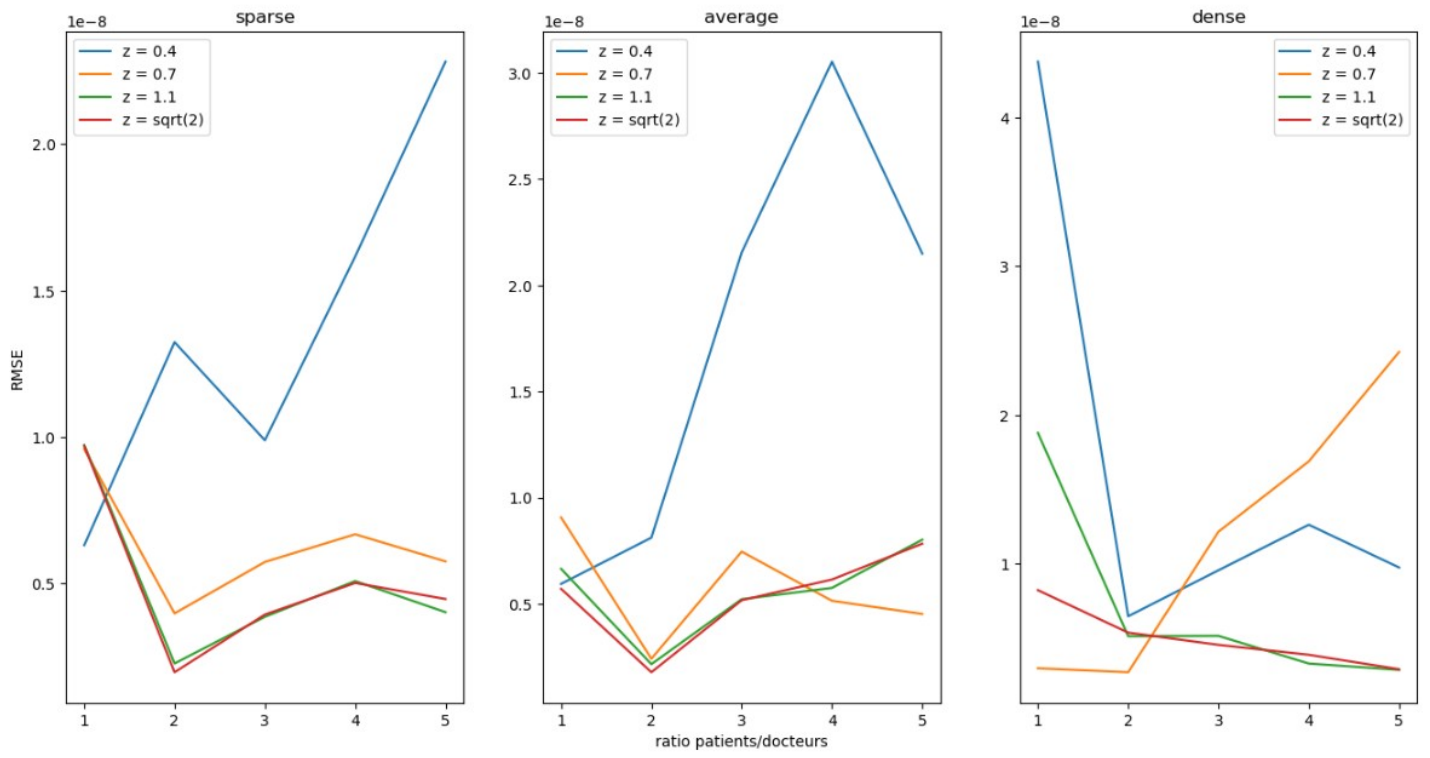 sparse
1e−8
z = 0.4
z = 0.7
z = 1.1
z = sqrt(2)
2.0
1.5
1.0
0.5
RMSE
1 2 3 4 5
average
1e−8
z = 0.4
z = 0.7
z = 1.1
z = sqrt(2)
3.0
2.5
2.0
1.5
1.0
0.5
1 2 3 4 5
ratio patients/docteurs
dense
1e−8
z = 0.4
z = 0.7
z = 1.1
z = sqrt(2)
4
3
2
1
1 2 3 4 5